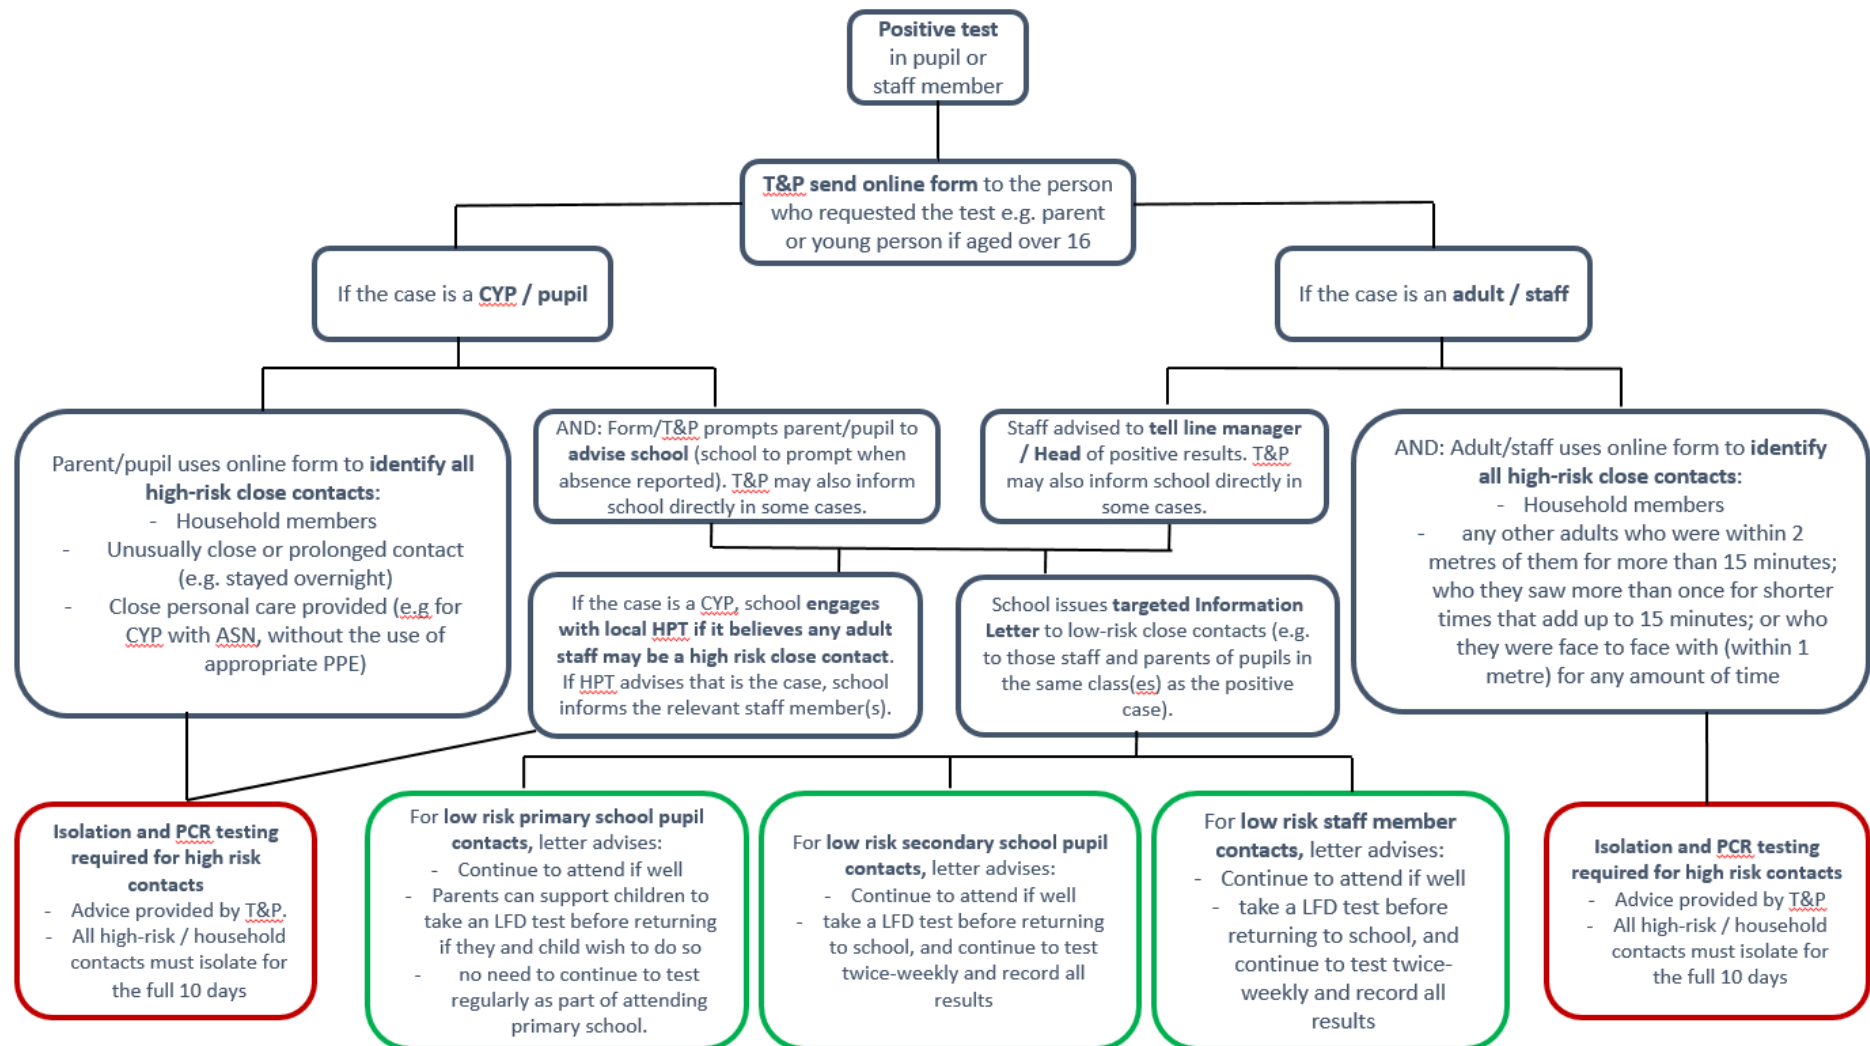 Positive test
in pupil or
staff member
T&P send online form to the person
who requested the test e.g. parent
or young person if aged over 16
If the case is a CYP / pupil
If the case is an adult / staff
Parent/pupil uses online form to identify all
high-risk close contacts:
- Household members
- Unusually close or prolonged contact
(e.g. stayed overnight)
- Close personal care provided (e.g for
CYP with ASN, without the use of
appropriate PPE)
AND: Form/T&P prompts parent/pupil to
advise school (school to prompt when
absence reported). T&P may also inform
school directly in some cases.
Staff advised to tell line manager
/ Head of positive results. T&P
may also inform school directly in
some cases.
AND: Adult/staff uses online form to identify
all high-risk close contacts:
- Household members
- any other adults who were within 2
metres of them for more than 15 minutes;
who they saw more than once for shorter
times that add up to 15 minutes; or who
they were face to face with (within 1
metre) for any amount of time
If the case is a CYP, school engages
with local HPT if it believes any adult
staff may be a high risk close contact.
If HPT advises that is the case, school
informs the relevant staff member(s).
School issues targeted Information
Letter to low-risk close contacts (e.g.
to those staff and parents of pupils in
the same class(es) as the positive
case).
Isolation and PCR testing
required for high risk
contacts
- Advice provided by T&P.
- All high-risk / household
contacts must isolate for
the full 10 days
For low risk primary school pupil
contacts, letter advises:
- Continue to attend if well
- Parents can support children to
take an LFD test before returning
if they and child wish to do so
- no need to continue to test
regularly as part of attending
primary school.
For low risk secondary school pupil
contacts, letter advises:
- Continue to attend if well
- take a LFD test before returning
to school, and continue to test
twice-weekly and record all
results
For low risk staff member
contacts, letter advises:
- Continue to attend if well
- take a LFD test before
returning to school, and
continue to test twice-
weekly and record all
results
Isolation and PCR testing
required for high risk contacts
- Advice provided by T&P
- All high-risk / household
contacts must isolate for
the full 10 days